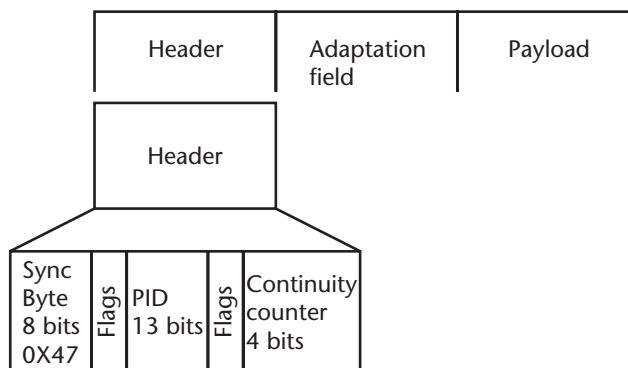 Header
Adaptation
field
Payload
Header
Sync
Byte
8 bits
0X47
Flags
PID
13 bits
Flags
Continuity
counter
4 bits